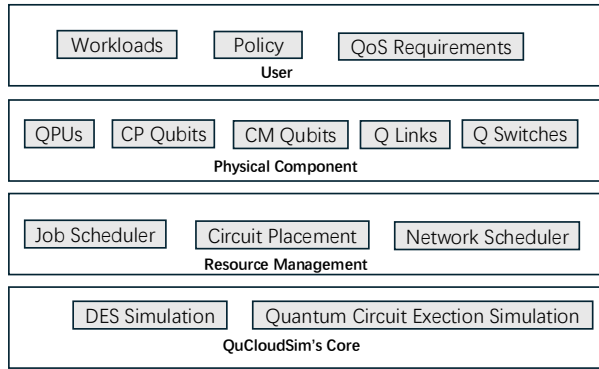 Workloads Policy QoS Requirements
User
QPUs CP Qubits CM Qubits Q Links Q Switches
Physical Component
Job Scheduler Circuit Placement Network Scheduler
Resource Management
DES Simulation Quantum Circuit Exection Simulation
QuCloudSim's Core